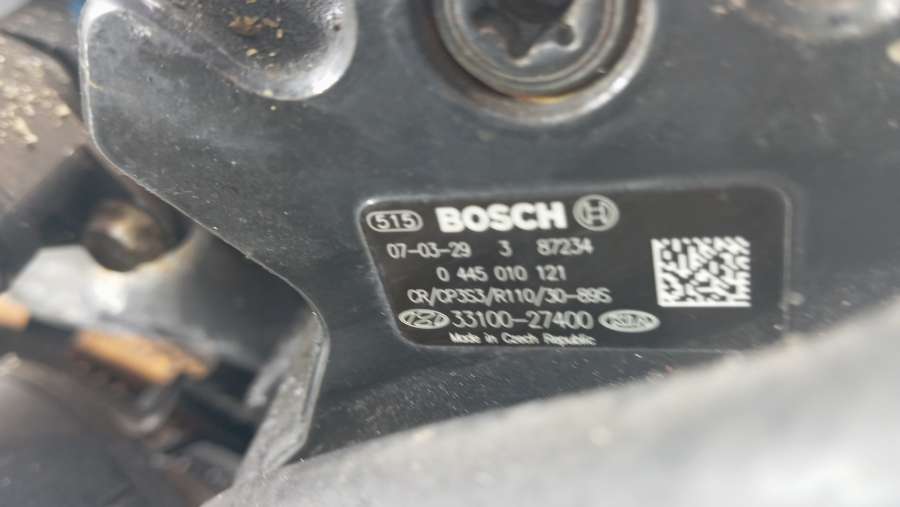 515 BOSCH
07-03-29 3 87234
0 445 010 121
CR/CP3S3/R110/30-89S
33100-27400 KIA
Made in Czech Republic